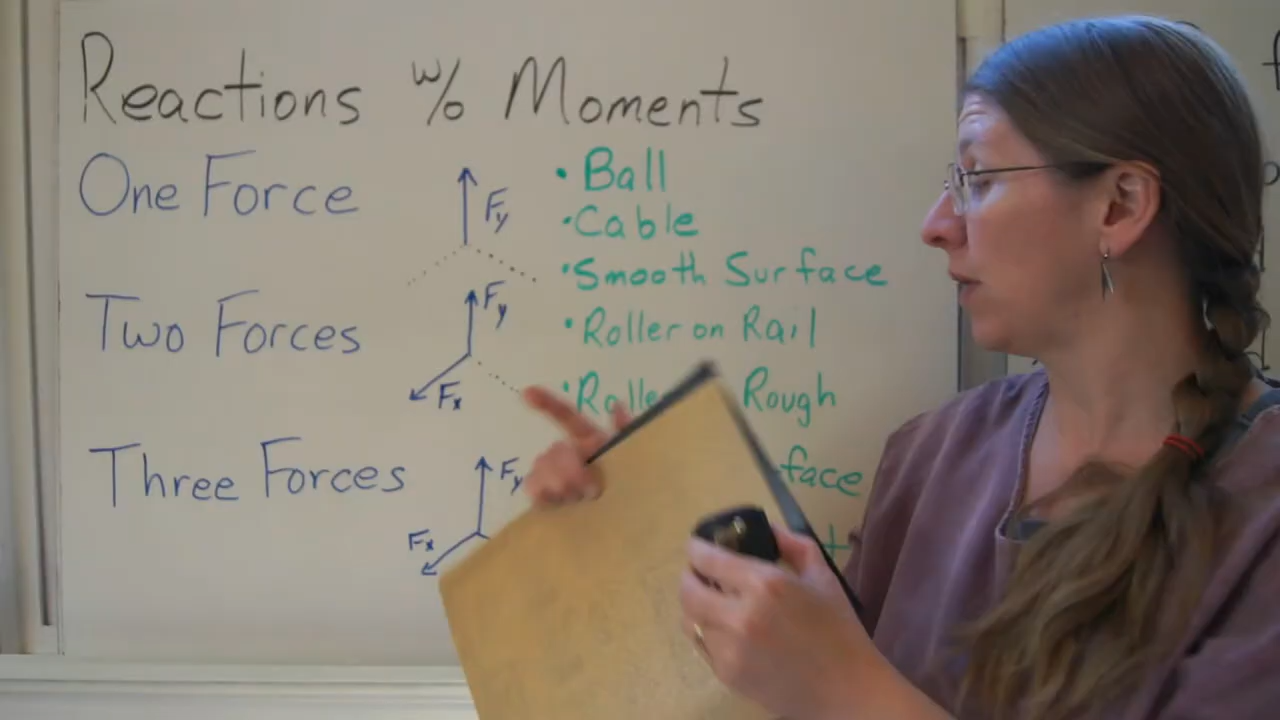 Reactions w/o Moments
One Force
Fy
• Ball
• Cable
• Smooth Surface
Two Forces
Fy
Fx
• Roller on Rail
Rough
face
Three Forces
Fy
Fx